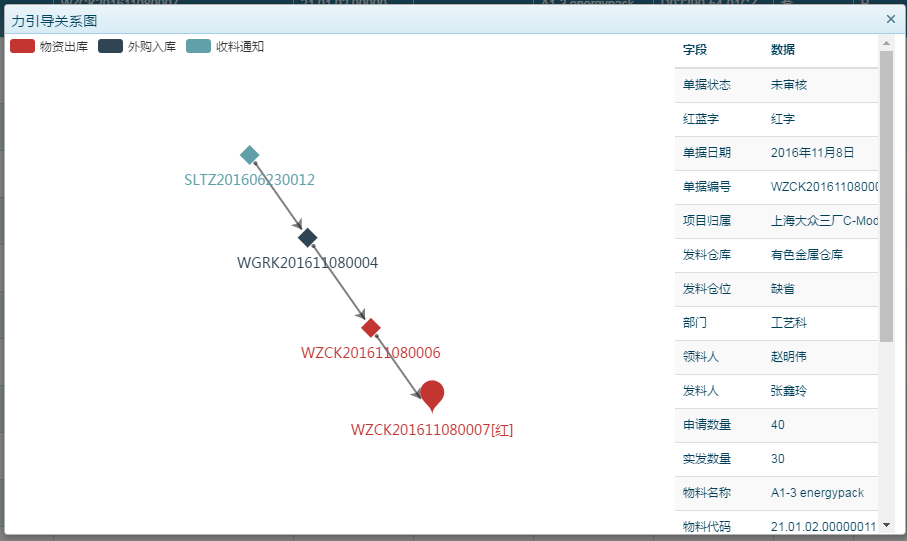 力引导关系图
物资出库 外购入库 收料通知
SLTZ201606230012
WGRK201611080004
WZCK201611080006
WZCK201611080007[红]
字段 数据
单据状态 未审核
红蓝字 红字
单据日期 2016年11月8日
单据编号 WZCK20161108000
项目归属 上海大众三厂C-Mod
发料仓库 有色金属仓库
发料仓位 缺省
部门 工艺科
领料人 赵明伟
发料人 张鑫玲
申请数量 40
实发数量 30
物料名称 A1-3 energypack
物料代码 21.01.02.00000011